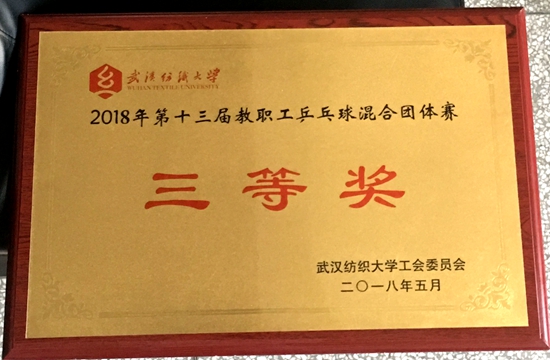 武汉纺织大学
WUHAN TEXTILE UNIVERSITY
2018年第十三届教职工乒乓球混合团体赛
三等奖
武汉纺织大学工会委员会
二〇一八年五月